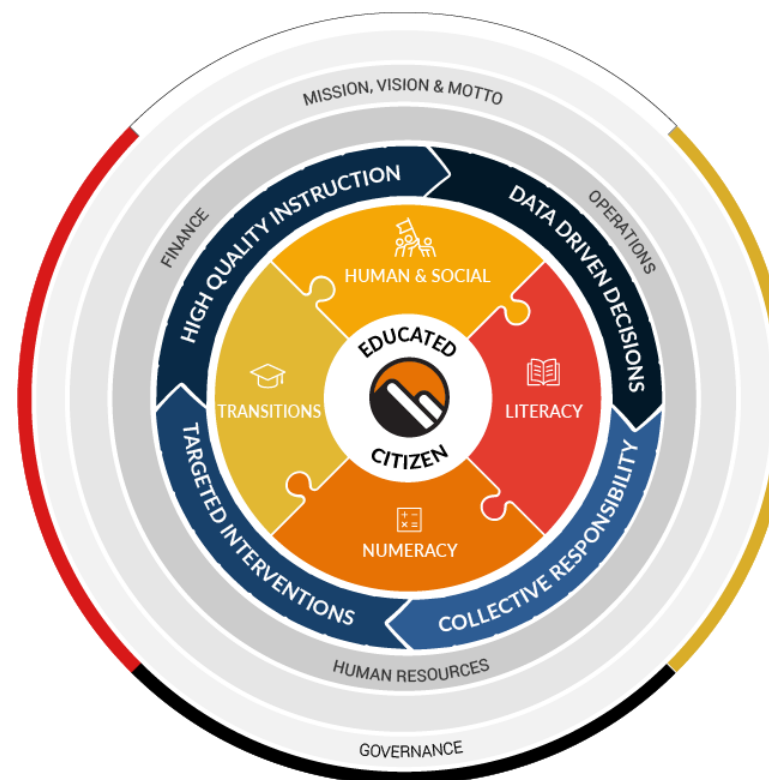 MISSION, VISION & MOTTO
FINANCE
OPERATIONS
HIGH QUALITY INSTRUCTION
DATA DRIVEN DECISIONS
HUMAN & SOCIAL
EDUCATED
TRANSITIONS
LITERACY
CITIZEN
NUMERACY
TARGETED INTERVENTIONS
COLLECTIVE RESPONSIBILITY
HUMAN RESOURCES
GOVERNANCE